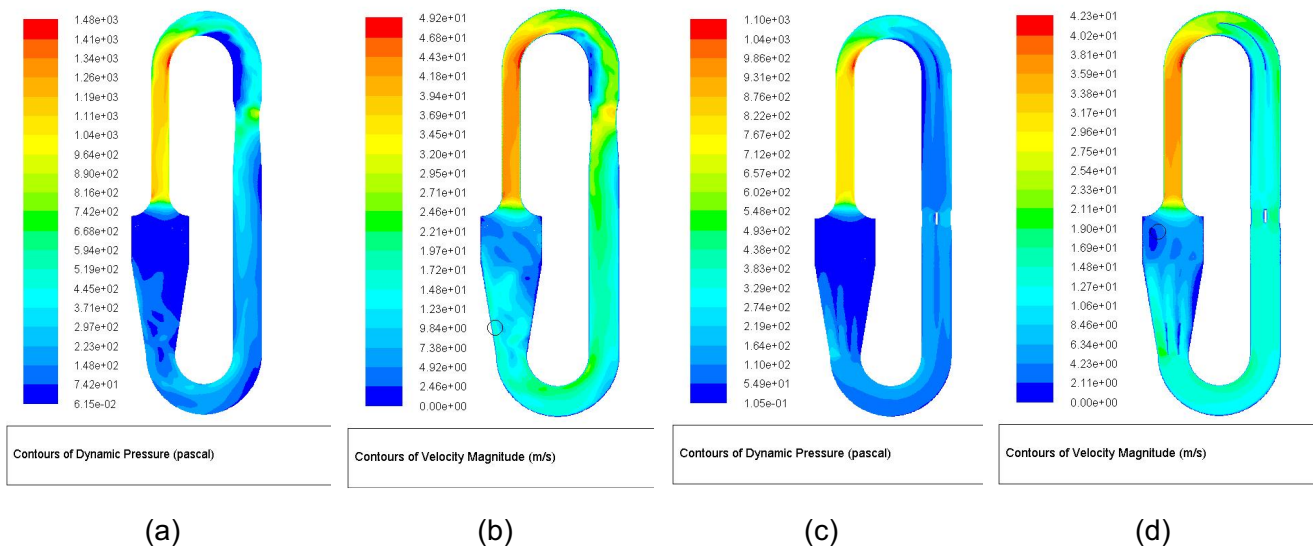 1.48e+03
1.41e+03
1.34e+03
1.26e+03
1.19e+03
1.11e+03
1.04e+03
9.64e+02
8.90e+02
8.16e+02
7.42e+02
6.68e+02
5.94e+02
5.19e+02
4.45e+02
3.71e+02
2.97e+02
2.23e+02
1.48e+02
7.42e+01
6.15e-02
Contours of Dynamic Pressure (pascal)
(a)
4.92e+01
4.68e+01
4.43e+01
4.18e+01
3.94e+01
3.69e+01
3.45e+01
3.20e+01
2.95e+01
2.71e+01
2.46e+01
2.21e+01
1.97e+01
1.72e+01
1.48e+01
1.23e+01
9.84e+00
7.38e+00
4.92e+00
2.46e+00
0.00e+00
Contours of Velocity Magnitude (m/s)
(b)
1.10e+03
1.04e+03
9.86e+02
9.31e+02
8.76e+02
8.22e+02
7.67e+02
7.12e+02
6.57e+02
6.02e+02
5.48e+02
4.93e+02
4.38e+02
3.83e+02
3.29e+02
2.74e+02
2.19e+02
1.64e+02
1.10e+02
5.49e+01
1.05e-01
Contours of Dynamic Pressure (pascal)
(c)
4.23e+01
4.02e+01
3.81e+01
3.59e+01
3.38e+01
3.17e+01
2.96e+01
2.75e+01
2.54e+01
2.33e+01
2.11e+01
1.90e+01
1.69e+01
1.48e+01
1.27e+01
1.06e+01
8.46e+00
6.34e+00
4.23e+00
2.11e+00
0.00e+00
Contours of Velocity Magnitude (m/s)
(d)